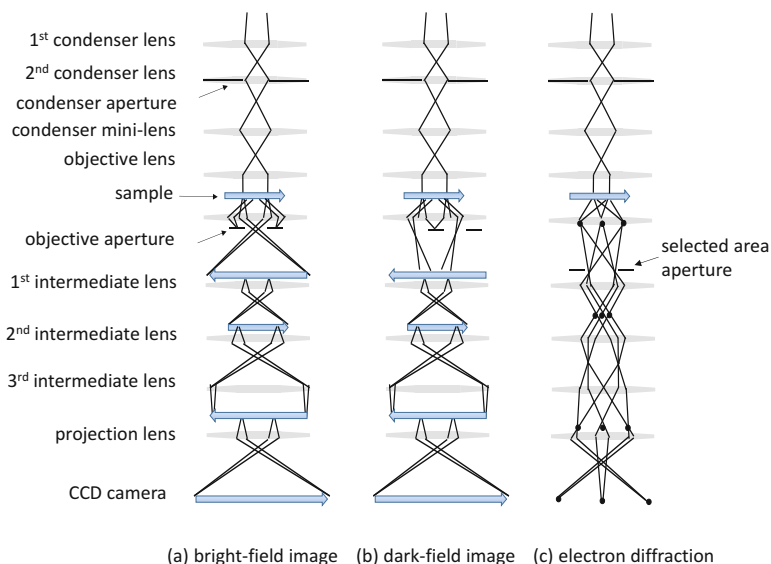 1st condenser lens
2nd condenser lens
condenser aperture
condenser mini-lens
objective lens
sample
objective aperture
selected area
aperture
1st intermediate lens
2nd intermediate lens
3rd intermediate lens
projection lens
CCD camera
(a) bright-field image (b) dark-field image (c) electron diffraction